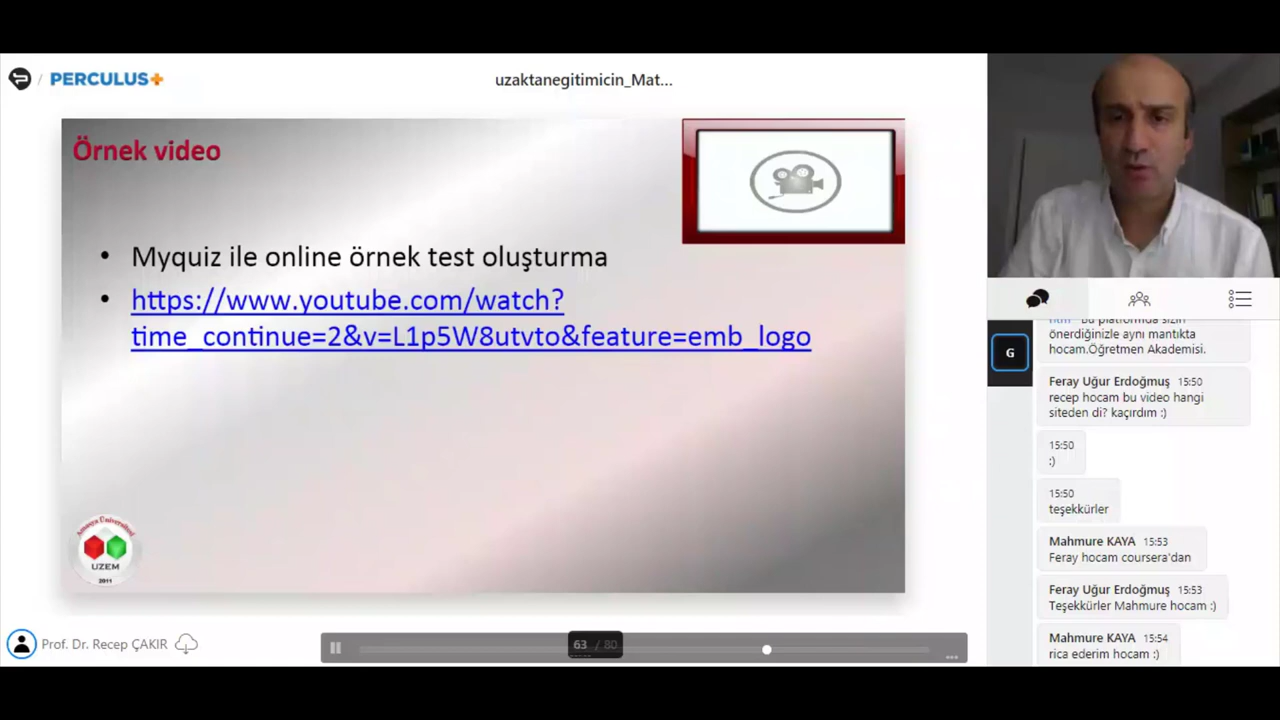 PERCULUS+
uzaktanegitimicin_Mat...
Örnek video
• Myquiz ile online örnek test oluşturma
• https://www.youtube.com/watch?
time_continue=2&v=L1p5W8utvto&feature=emb_logo
Amasya Üniversitesi
UZEM
2011
Prof. Dr. Recep ÇAKIR
63 / 80
G
Bu platformda sizin
önerdiğinizle aynı mantıkta
hocam.Öğretmen Akademisi.
Feray Uğur Erdoğmuş 15:50
recep hocam bu video hangi
siteden di? kaçırdım :)
15:50
:)
15:50
teşekkürler
Mahmure KAYA 15:53
Feray hocam coursera'dan
Feray Uğur Erdoğmuş 15:53
Teşekkürler Mahmure hocam :)
Mahmure KAYA 15:54
rica ederim hocam :)